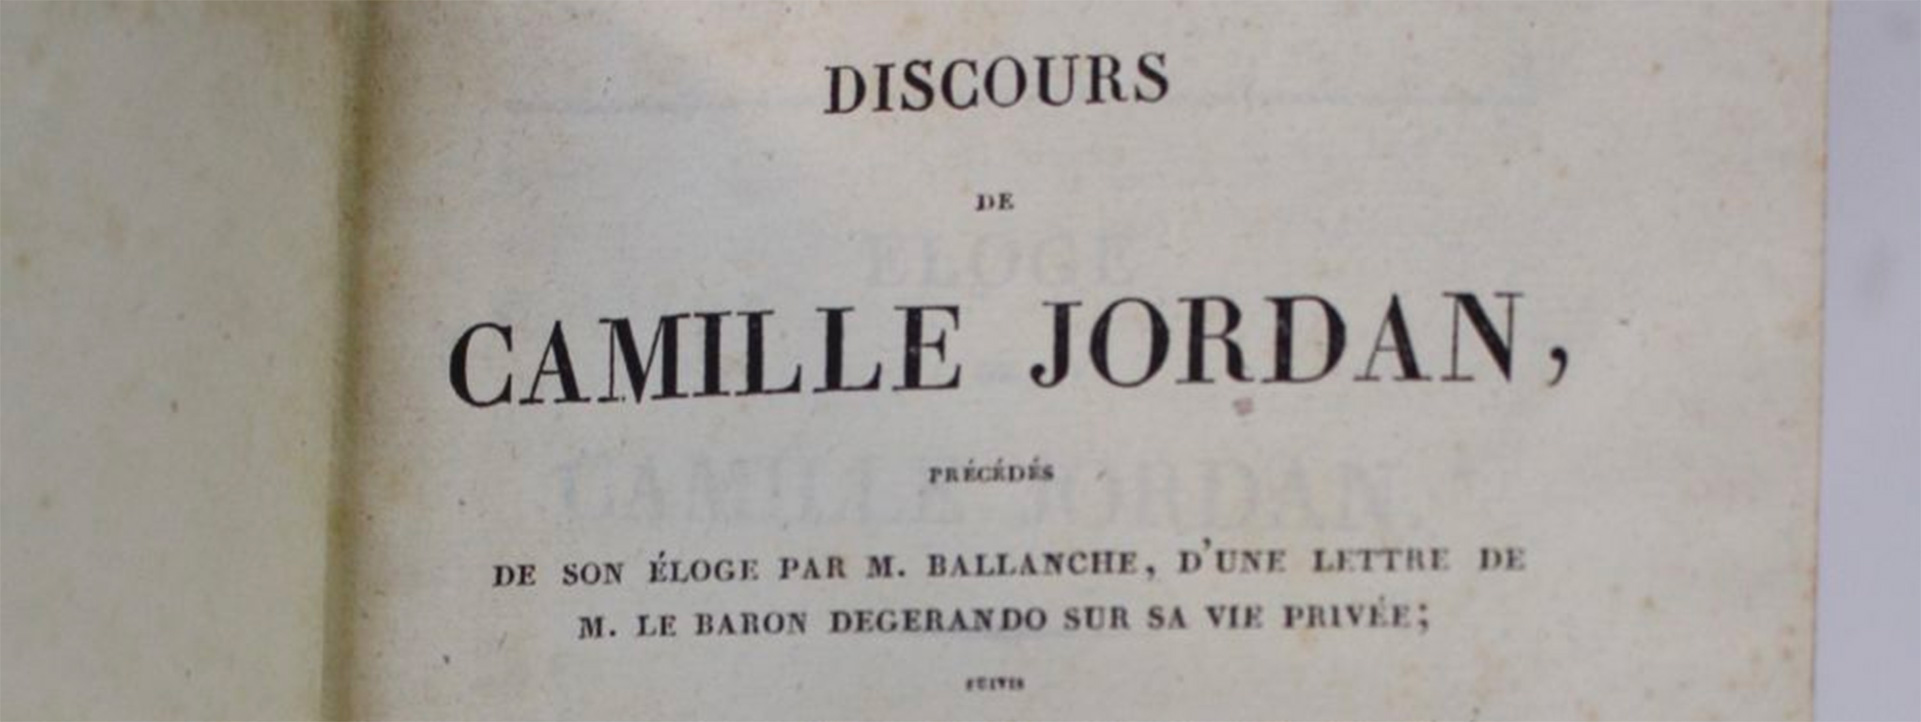 DISCOURS
DE
CAMILLE JORDAN,
PRÉCÉDÉS
DE SON ÉLOGE PAR M. BALLANCHE, D'UNE LETTRE DE
M. LE BARON DEGERANDO SUR SA VIE PRIVÉE;
SUIVIS